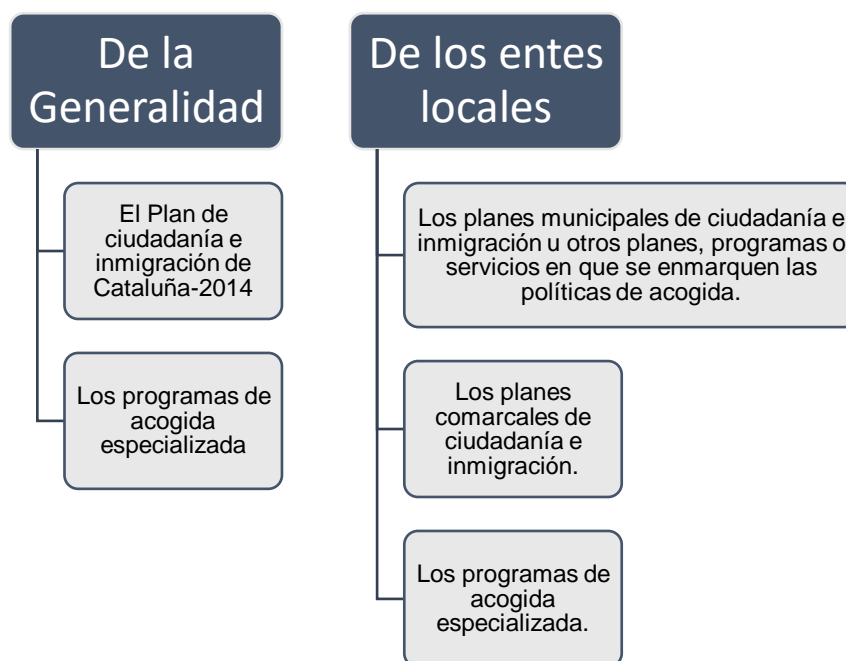 De la
Generalidad
El Plan de
ciudadanía e
inmigración de
Cataluña-2014
Los programas de
acogida
especializada
De los entes
locales
Los planes municipales de ciudadanía e
inmigración u otros planes, programas o
servicios en que se enmarquen las
políticas de acogida.
Los planes
comarcales de
ciudadanía e
inmigración.
Los programas de
acogida
especializada.